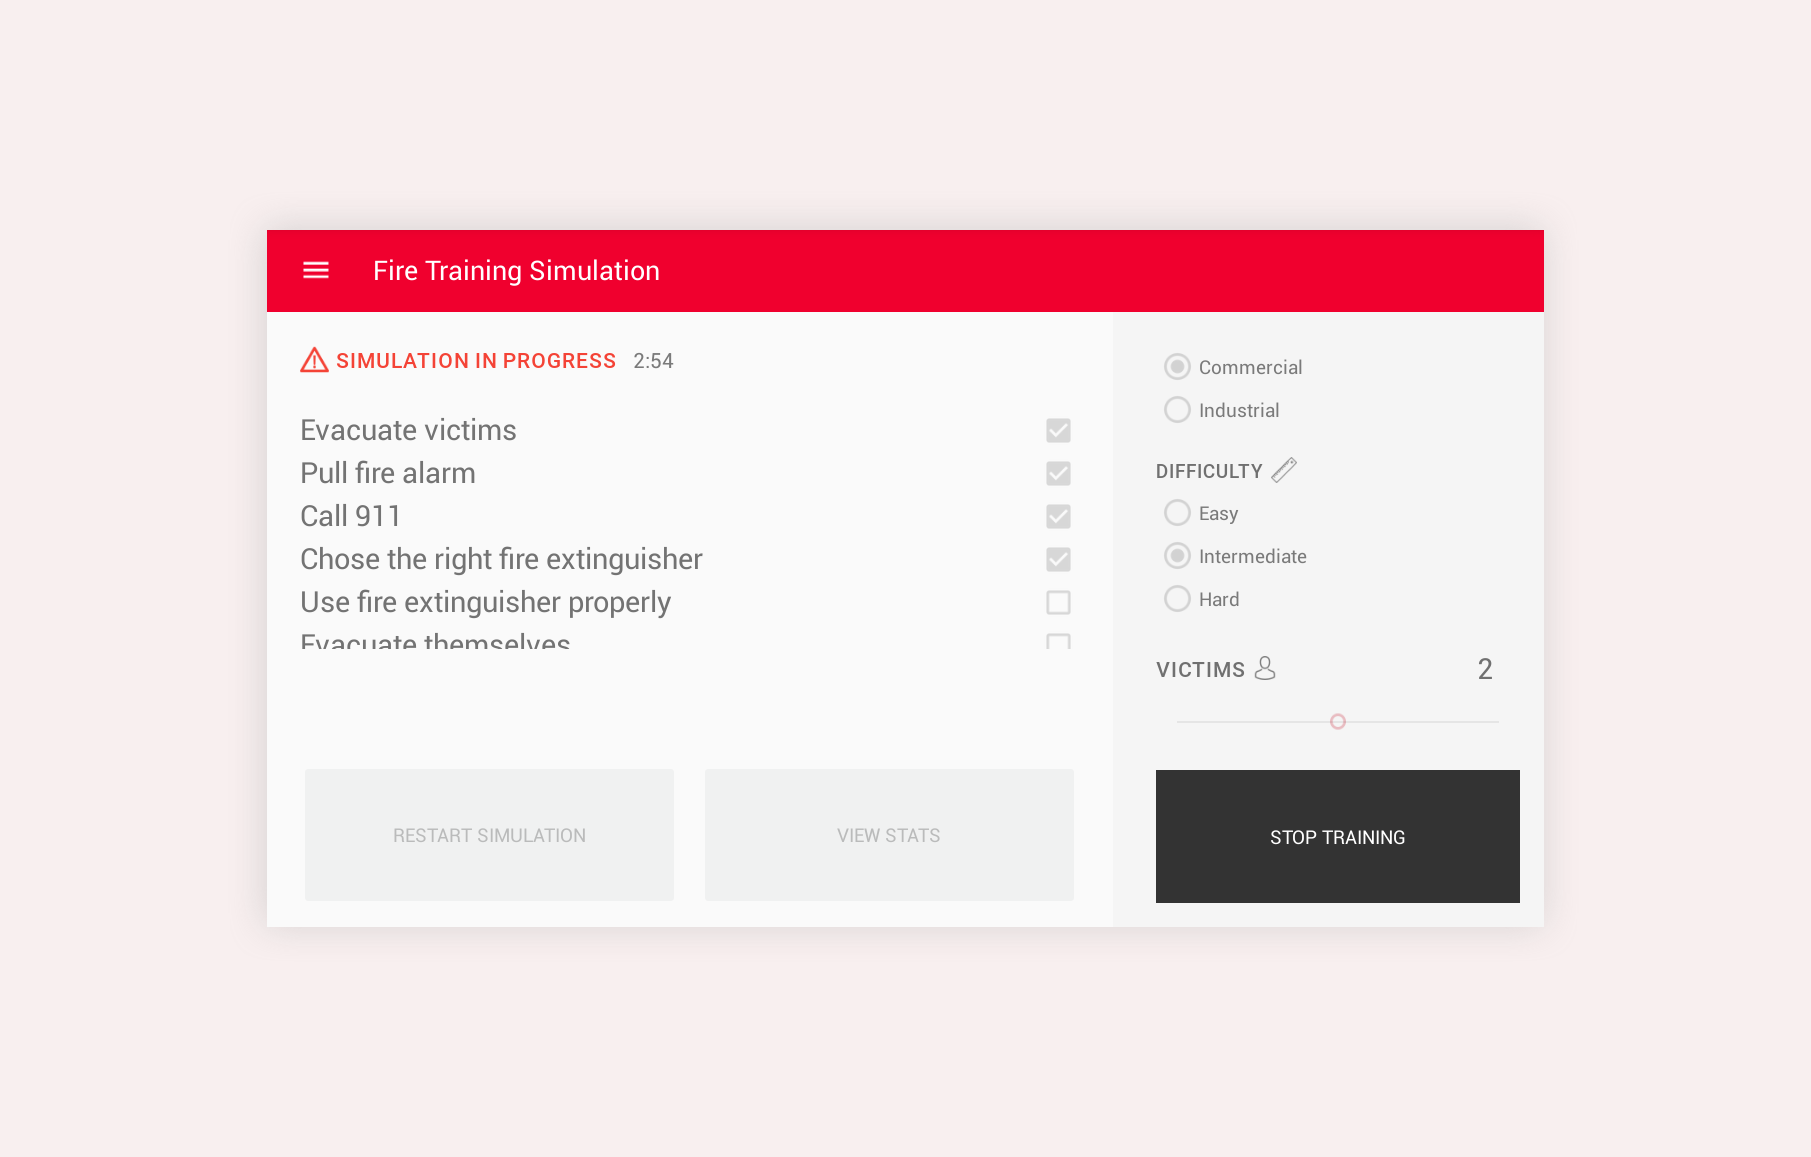 Fire Training Simulation
SIMULATION IN PROGRESS 2:54
Evacuate victims
Pull fire alarm
Call 911
Chose the right fire extinguisher
Use fire extinguisher properly
Evacuate themselves
RESTART SIMULATION
VIEW STATS
Commercial
Industrial
DIFFICULTY
Easy
Intermediate
Hard
VICTIMS 2
STOP TRAINING